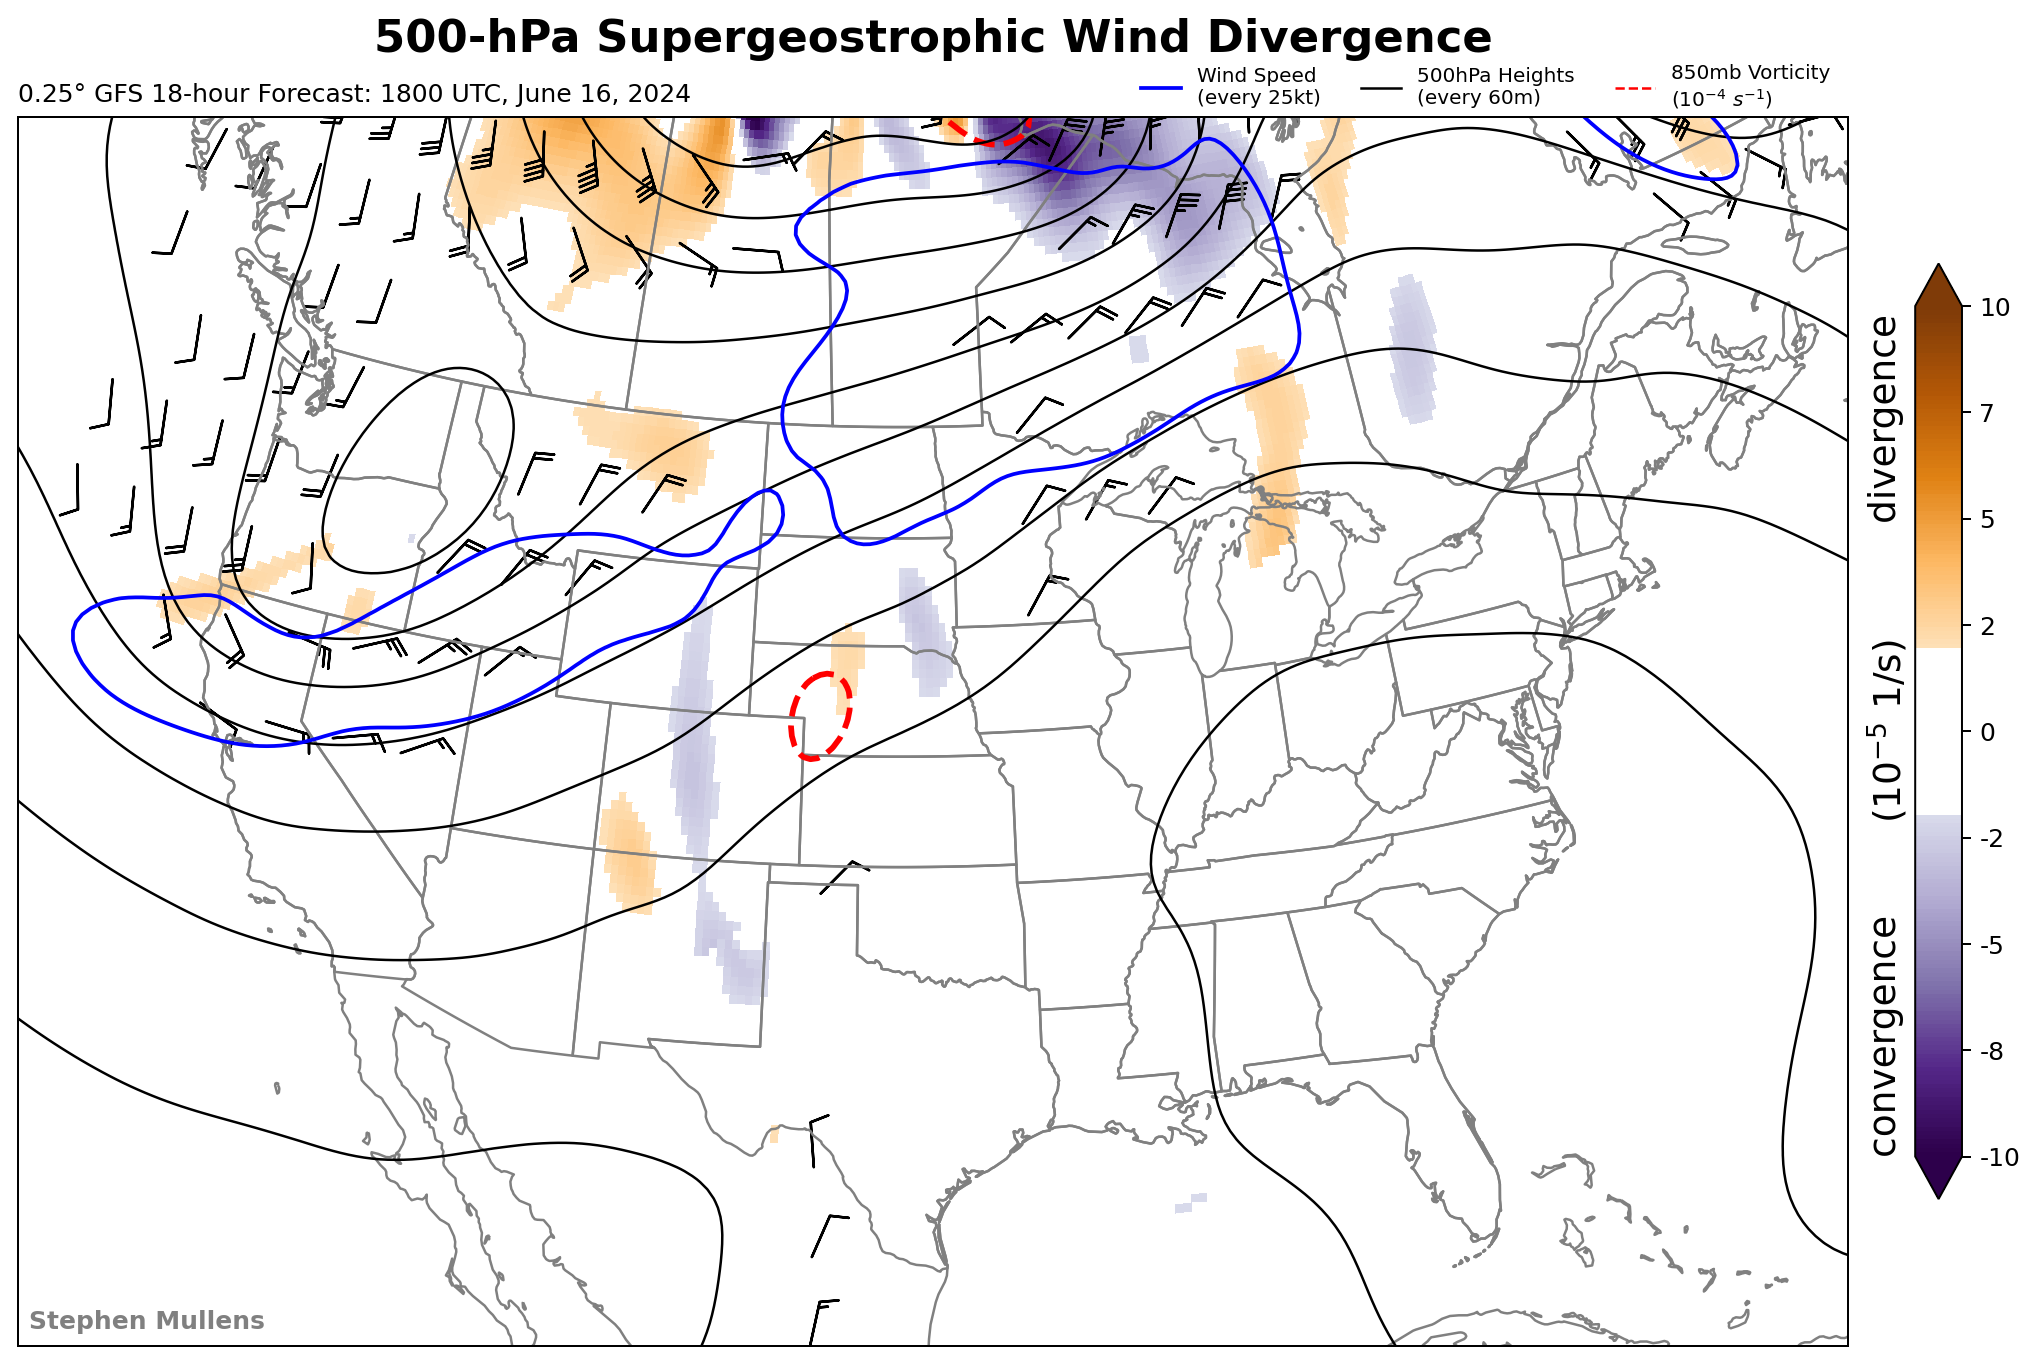 500-hPa Supergeostrophic Wind Divergence
0.25° GFS 18-hour Forecast: 1800 UTC, June 16, 2024
Wind Speed
(every 25kt)
500hPa Heights
(every 60m)
850mb Vorticity
(10⁻⁴ s⁻¹)
10
7
5
2
0
-2
-5
-8
-10
divergence
(10⁻⁵ 1/s)
convergence
Stephen Mullens